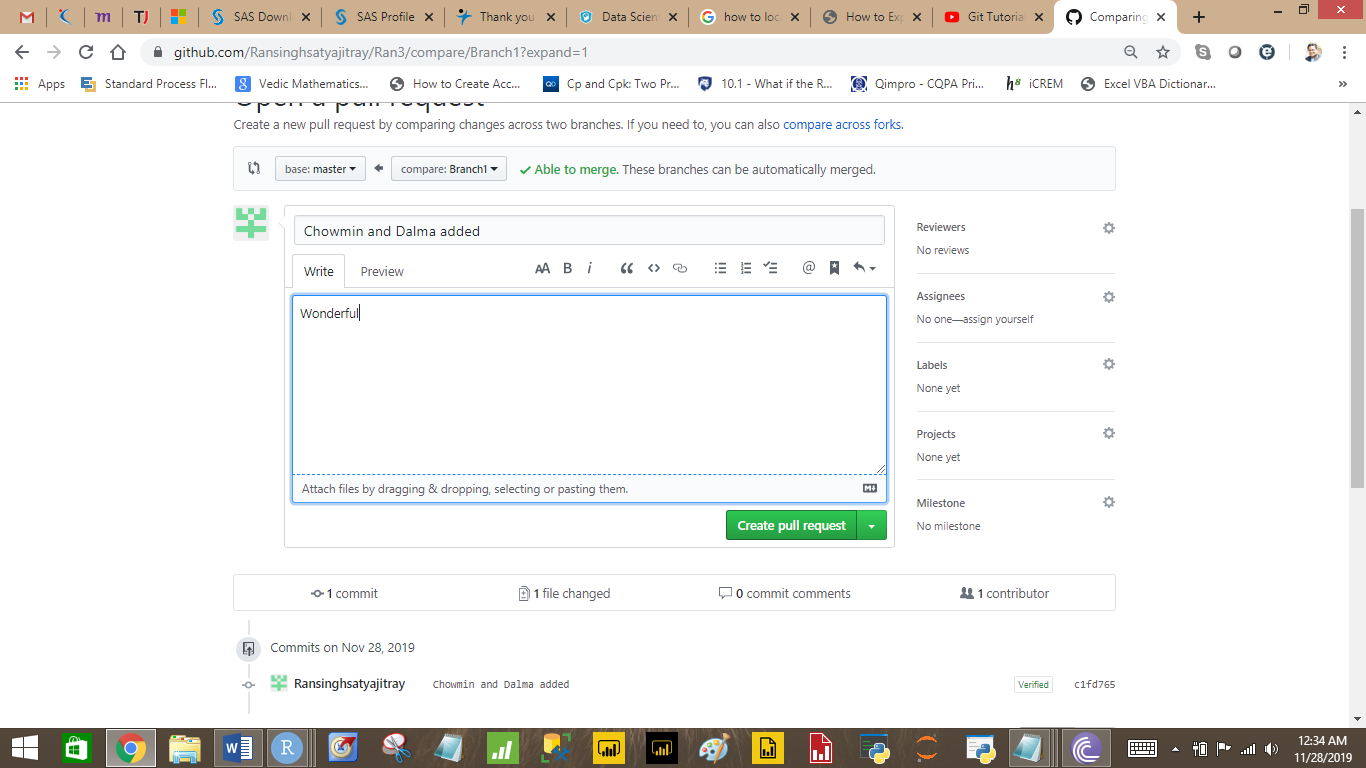 SAS Downl
SAS Profile
Thank you
Data Scien
how to loc
How to Exp
Git Tutoria
Comparing
github.com/Ransinghsatyajitray/Ran3/compare/Branch1?expand=1
Apps
Standard Process Fl...
Vedic Mathematics...
How to Create Acc...
Cp and Cpk: Two Pr...
10.1 - What if the R...
Qimpro - CQPA Pri...
iCREM
Excel VBA Dictionar...
»
Open a pull request
Create a new pull request by comparing changes across two branches. If you need to, you can also compare across forks.
base: master
compare: Branch1
Able to merge. These branches can be automatically merged.
Chowmin and Dalma added
Write
Preview
AA B i
Wonderful
Attach files by dragging & dropping, selecting or pasting them.
Create pull request
Reviewers
No reviews
Assignees
No one—assign yourself
Labels
None yet
Projects
None yet
Milestone
No milestone
1 commit
1 file changed
0 commit comments
1 contributor
Commits on Nov 28, 2019
Ransinghsatyajitray
Chowmin and Dalma added
Verified
c1fd765
12:34 AM
11/28/2019